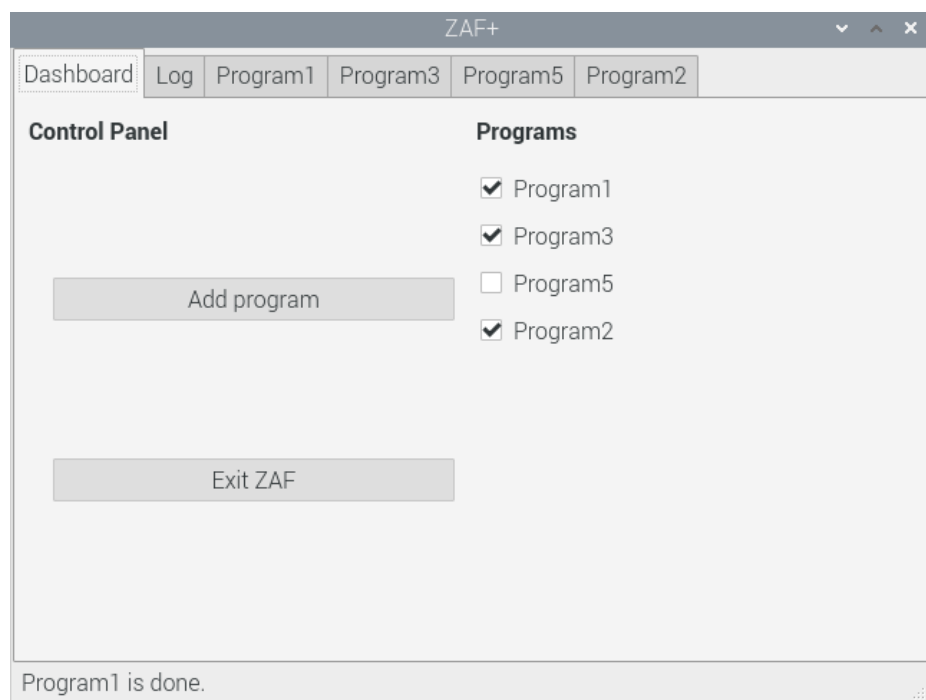 ZAF+
Dashboard Log Program1 Program3 Program5 Program2
Control Panel
Add program
Exit ZAF
Programs
Program1
Program3
Program5
Program2
Program1 is done.